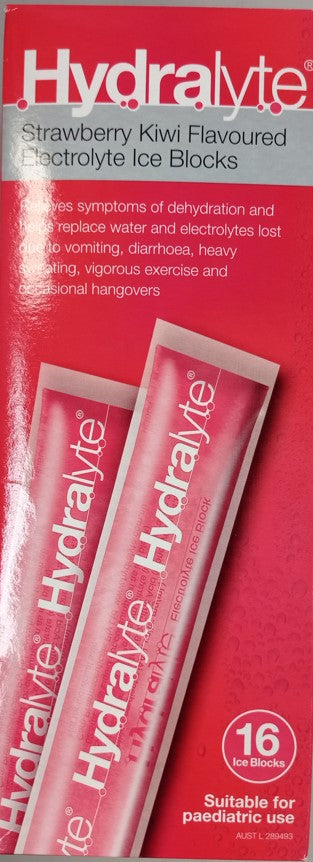 Hydralyte®
Strawberry Kiwi Flavoured
Electrolyte Ice Blocks
Relieves symptoms of dehydration and
helps replace water and electrolytes lost
due to vomiting, diarrhoea, heavy
sweating, vigorous exercise and
occasional hangovers
Hydralyte® Hydralyte®
Hydralyte® Hydralyte®
Electrolyte Ice Block
16
Ice Blocks
Suitable for
paediatric use
AUST L 289493